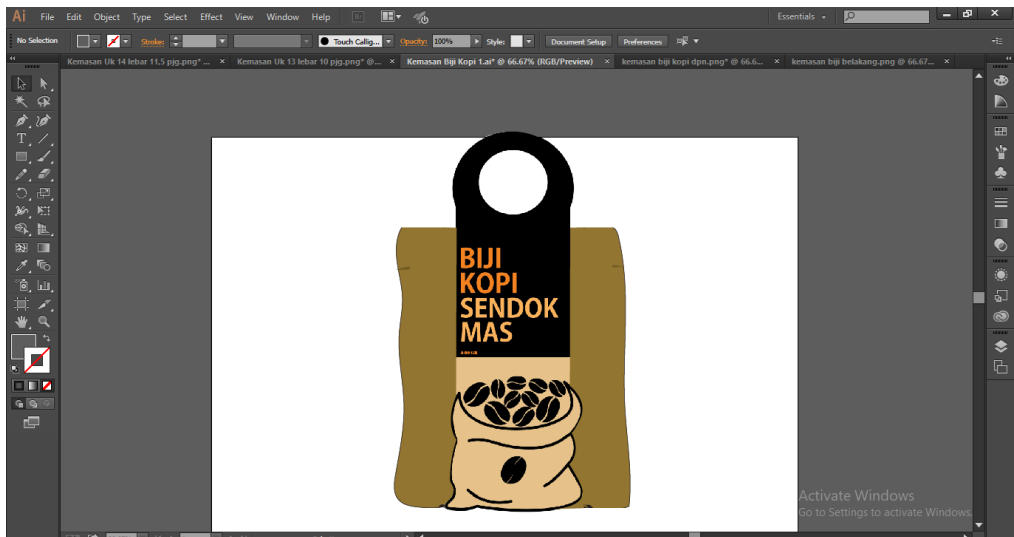 Ai File Edit Object Type Select Effect View Window Help Br Essentials
No Selection Stroke: Touch Callig... Opacity: 100% Style: Document Setup Preferences
Kemasan Uk 14 lebar 11,5 pjg.png* ... × Kemasan Uk 13 lebar 10 pjg.png* @... × Kemasan Biji Kopi 1.ai* @ 66.67% (RGB/Preview) × kemasan biji kopi dpn.png* @ 66.6... × kemasan biji belakang.png @ 66.67... ×
BIJI
KOPI
SENDOK
MAS
Activate Windows
Go to Settings to activate Windows.